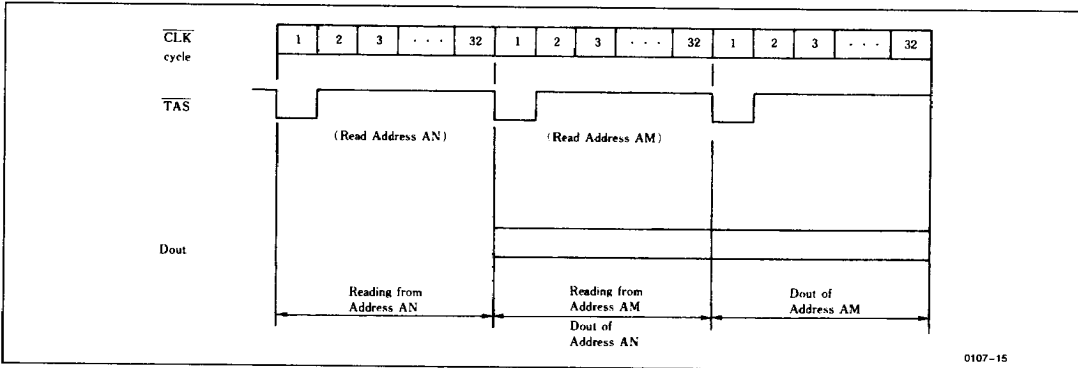 CLK 1 2 3 · · · 32 1 2 3 · · · 32 1 2 3 · · · 32
cycle
TAS
(Read Address AN) (Read Address AM)
Dout
Reading from Reading from Dout of
Address AN Address AM Address AM
Dout of
Address AN
0107-15